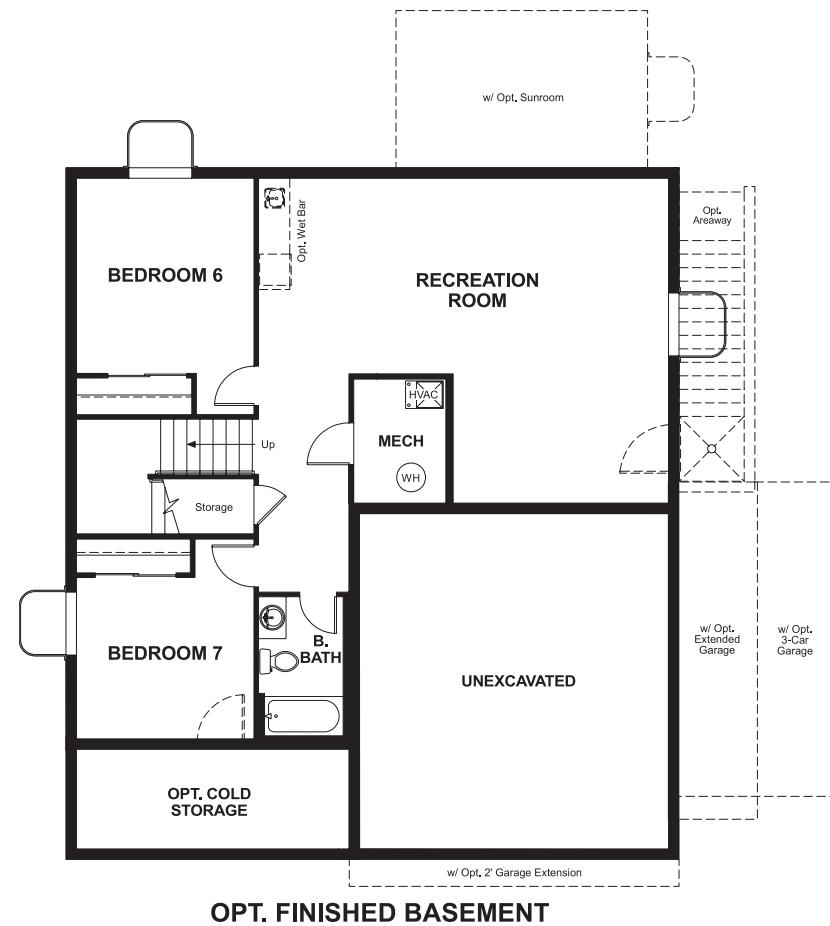 w/ Opt. Sunroom
Opt.
Areaway
Opt. Wet Bar
BEDROOM 6
RECREATION
ROOM
HVAC
MECH
Up
WH
Storage
B.
BATH
BEDROOM 7
w/ Opt.
Extended
Garage
w/ Opt.
3-Car
Garage
UNEXCAVATED
OPT. COLD
STORAGE
w/ Opt. 2' Garage Extension
OPT. FINISHED BASEMENT